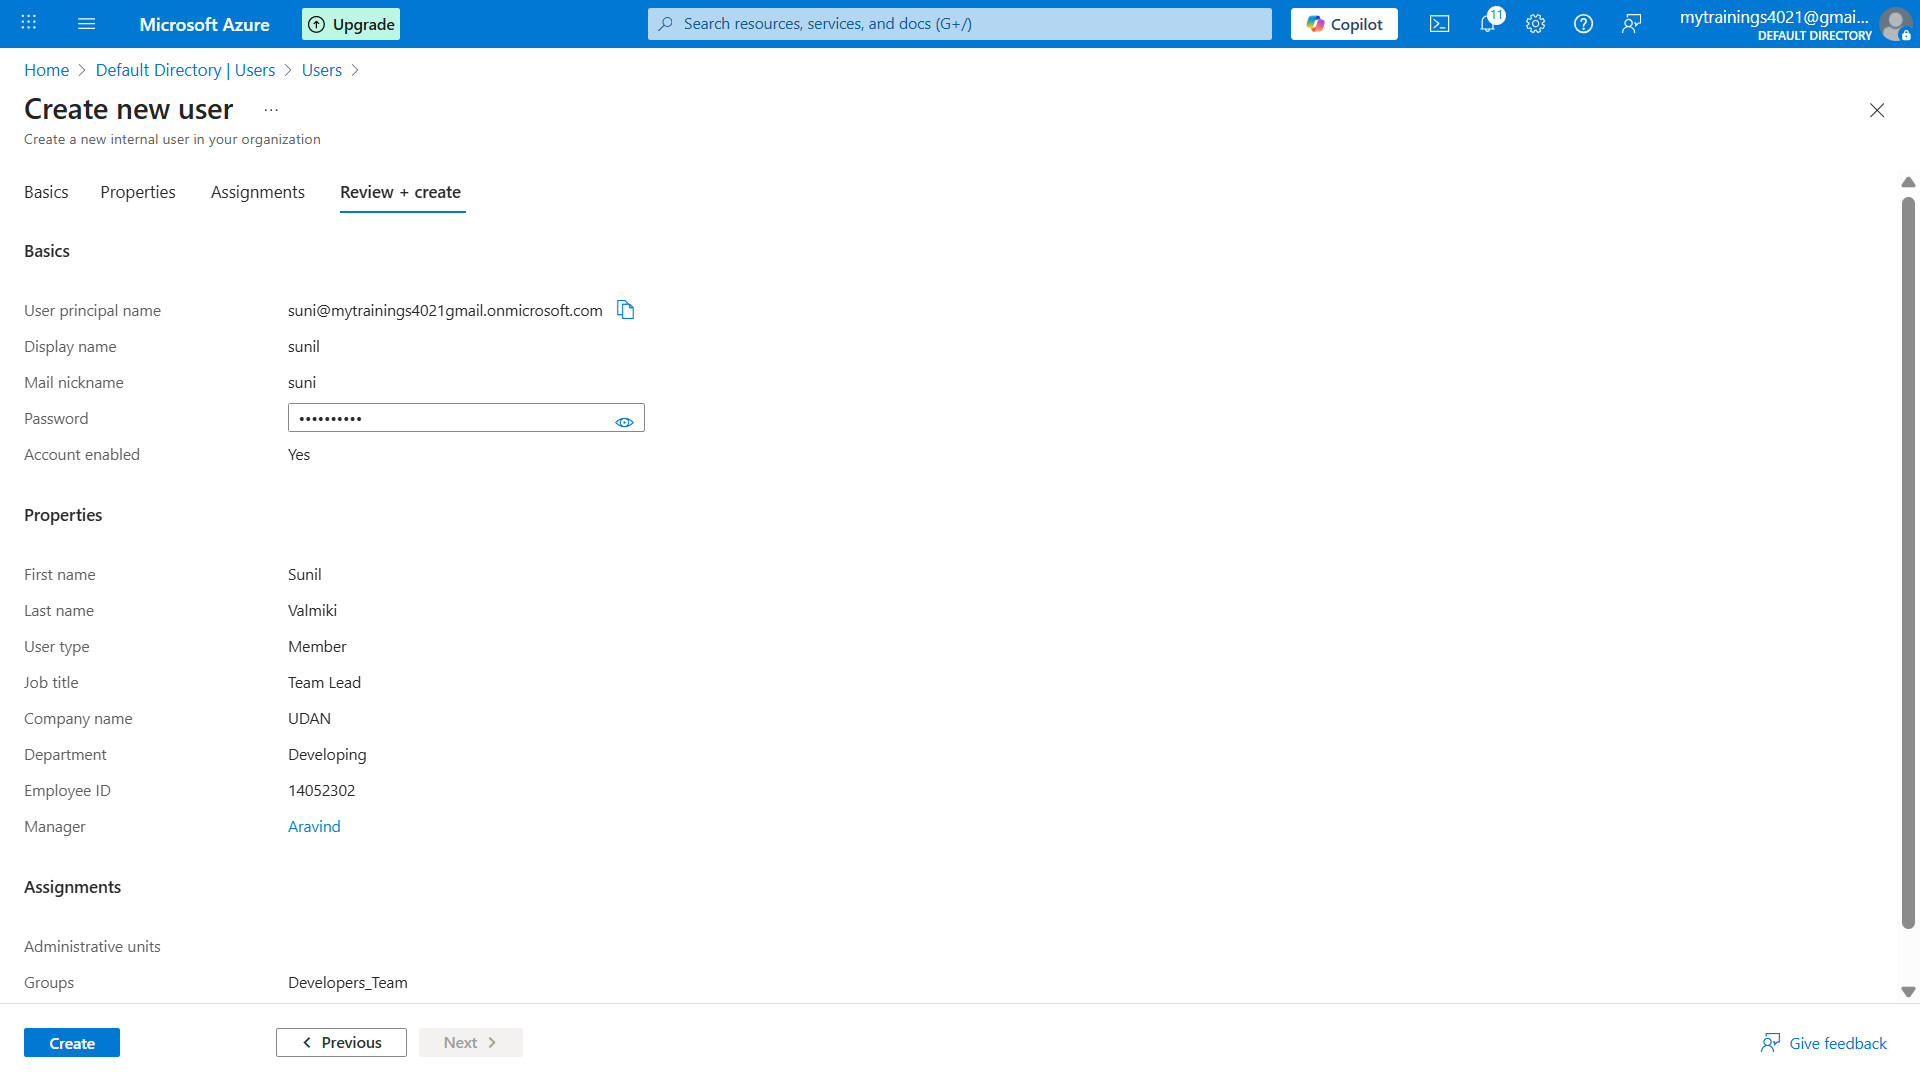 Microsoft Azure
Upgrade
Search resources, services, and docs (G+/)
Copilot
11
mytrainings4021@gmai...
DEFAULT DIRECTORY
Home > Default Directory | Users > Users >
Create new user ...
Create a new internal user in your organization
Basics Properties Assignments Review + create
Basics
User principal name suni@mytrainings4021gmail.onmicrosoft.com
Display name sunil
Mail nickname suni
Password ••••••••••
Account enabled Yes
Properties
First name Sunil
Last name Valmiki
User type Member
Job title Team Lead
Company name UDAN
Department Developing
Employee ID 14052302
Manager Aravind
Assignments
Administrative units
Groups Developers_Team
Create
< Previous
Next >
Give feedback